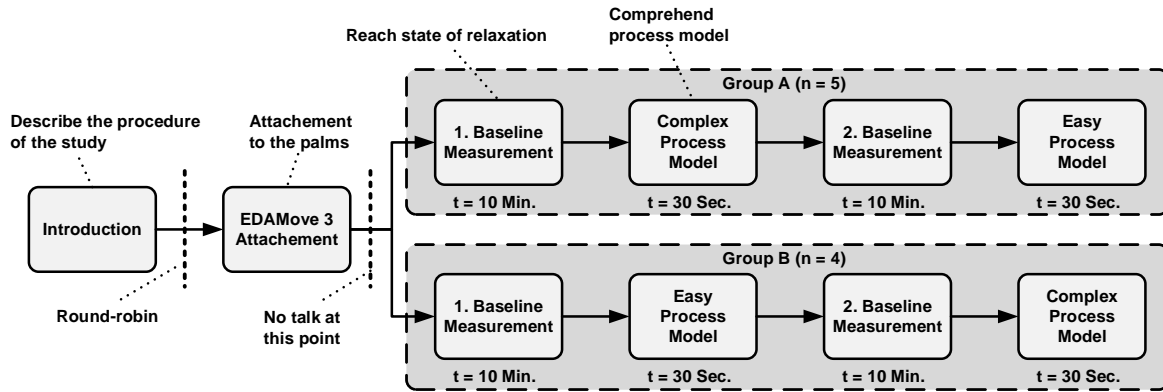 Describe the procedure
of the study
Introduction
Round-robin
Attachement
to the palms
EDAMove 3
Attachement
No talk at
this point
Reach state of relaxation
Comprehend
process model
Group A (n = 5)
1. Baseline
Measurement
t = 10 Min.
Complex
Process
Model
t = 30 Sec.
2. Baseline
Measurement
t = 10 Min.
Easy
Process
Model
t = 30 Sec.
Group B (n = 4)
1. Baseline
Measurement
t = 10 Min.
Easy
Process
Model
t = 30 Sec.
2. Baseline
Measurement
t = 10 Min.
Complex
Process
Model
t = 30 Sec.